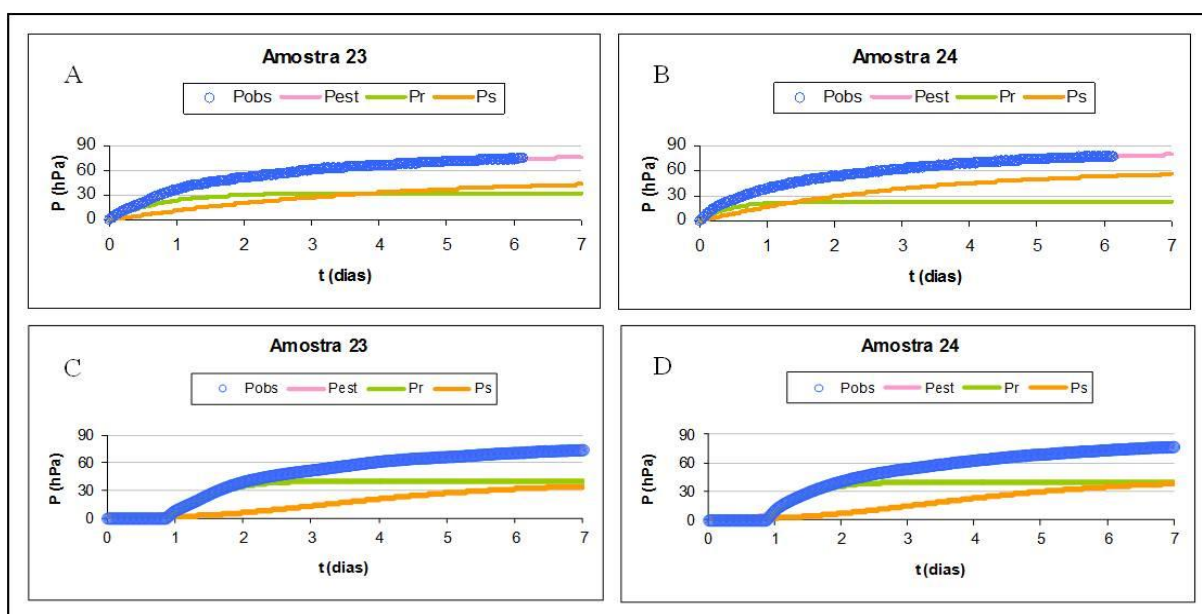 A
Amostra 23
Pobs Pest Pr Ps
90
60
30
0
P (hPa)
0 1 2 3 4 5 6 7
t (dias)
B
Amostra 24
Pobs Pest Pr Ps
90
60
30
0
P (hPa)
0 1 2 3 4 5 6 7
t (dias)
C
Amostra 23
Pobs Pest Pr Ps
90
60
30
0
P (hPa)
0 1 2 3 4 5 6 7
t (dias)
D
Amostra 24
Pobs Pest Pr Ps
90
60
30
0
P (hPa)
0 1 2 3 4 5 6 7
t (dias)